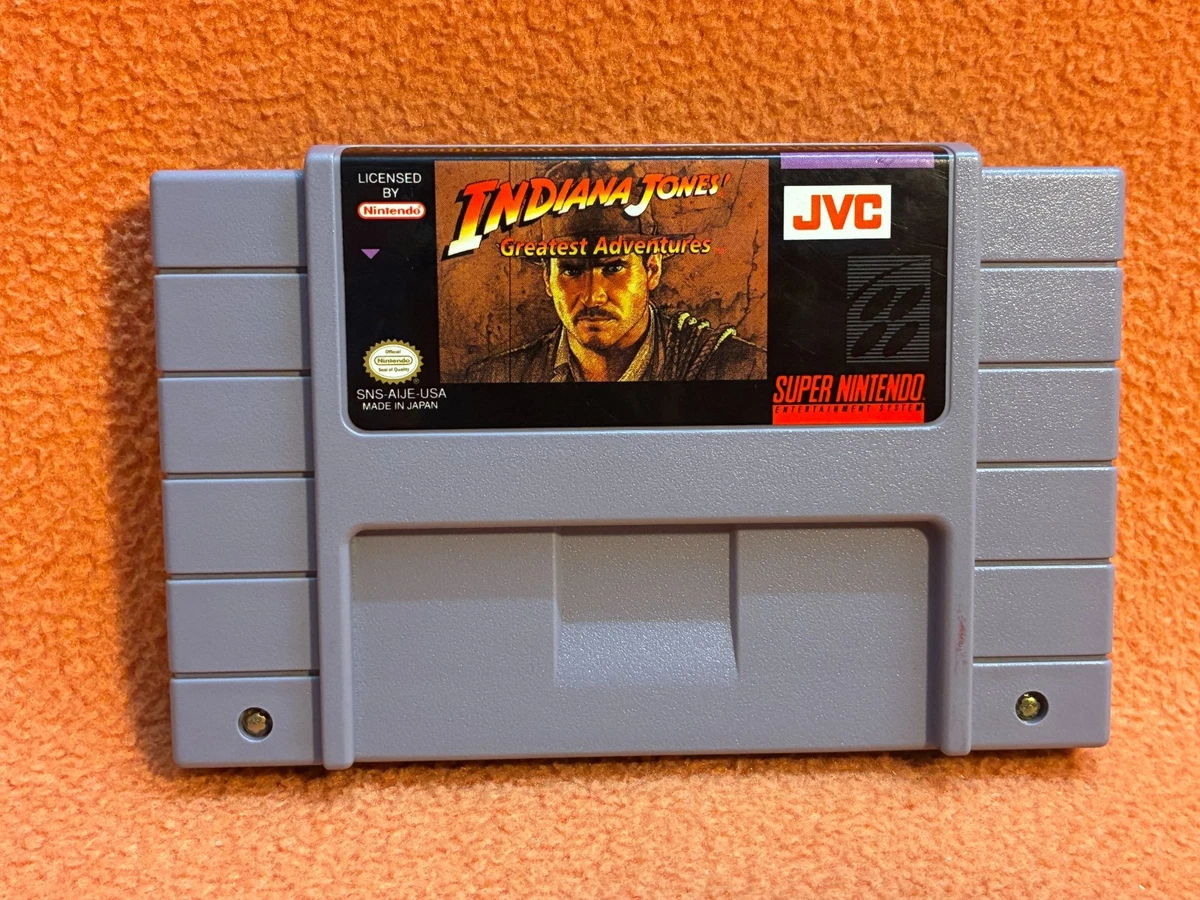 LICENSED
BY
Nintendo
INDIANA JONES'
Greatest Adventures
JVC
Official
Nintendo
Seal of Quality
SNS-AIJE-USA
MADE IN JAPAN
SUPER NINTENDO
ENTERTAINMENT SYSTEM